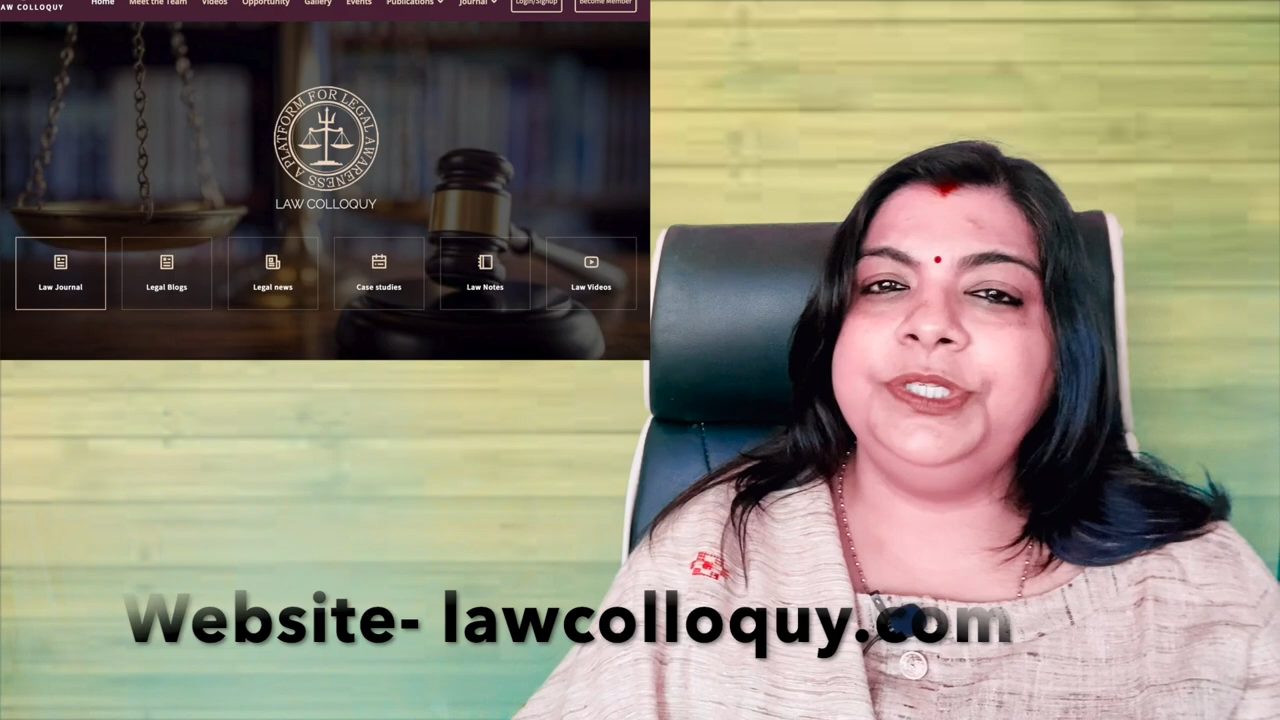 LAW COLLOQUY
Home Meet the Team Videos Opportunity Gallery Events Publications Journal Login/Signup Become Member
A PLATFORM FOR LEGAL AWARENESS
LAW COLLOQUY
Law Journal Legal Blogs Legal news Case studies Law Notes Law Videos
Website- lawcolloquy.com